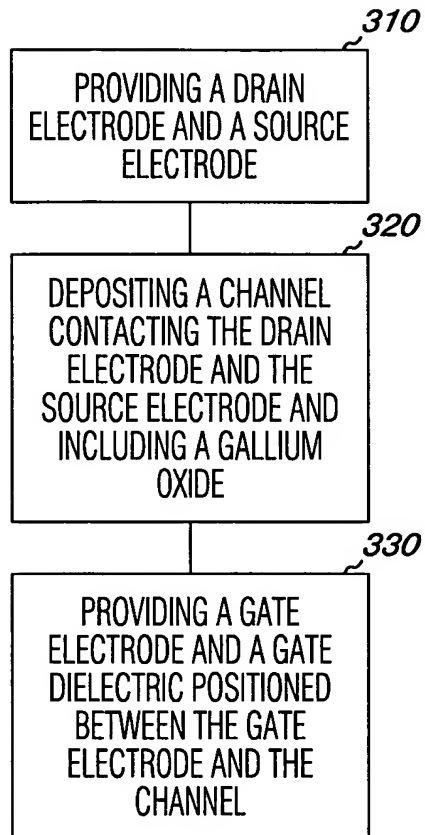 310
PROVIDING A DRAIN
ELECTRODE AND A SOURCE
ELECTRODE
320
DEPOSITING A CHANNEL
CONTACTING THE DRAIN
ELECTRODE AND THE
SOURCE ELECTRODE AND
INCLUDING A GALLIUM
OXIDE
330
PROVIDING A GATE
ELECTRODE AND A GATE
DIELECTRIC POSITIONED
BETWEEN THE GATE
ELECTRODE AND THE
CHANNEL